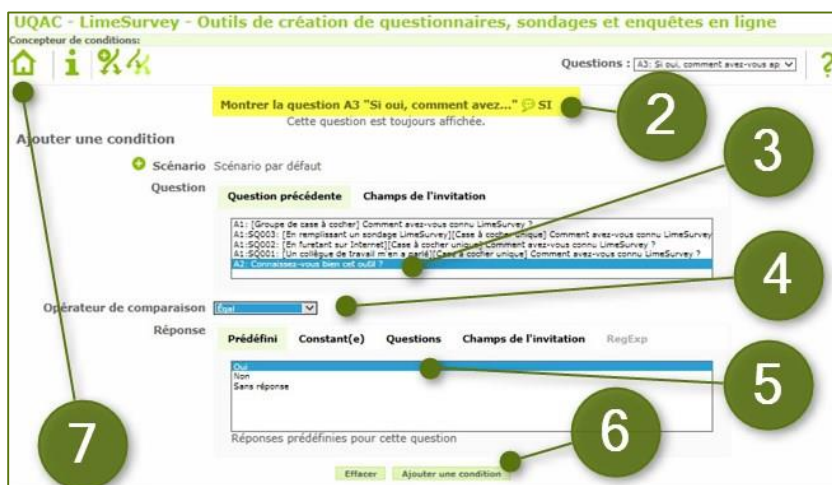 UQAC - LimeSurvey - Outils de création de questionnaires, sondages et enquêtes en ligne
Concepteur de conditions:
Questions : A3: Si oui, comment avez-vous ap
?
Montrer la question A3 "Si oui, comment avez..." SI
2
Cette question est toujours affichée.
Ajouter une condition
3
Scénario Scénario par défaut
Question
Question précédente Champs de l'invitation
A1: [Groupe de case à cocher] Comment avez-vous connu LimeSurvey ?
A1:SQ003: [En remplissant un sondage LimeSurvey][Case à cocher unique] Comment avez-vous connu LimeSurvey
A1:SQ002: [En furetant sur Internet][Case à cocher unique] Comment avez-vous connu LimeSurvey ?
A1:SQ001: [Un collègue de travail m'en a parlé][Case à cocher unique] Comment avez-vous connu LimeSurvey ?
A2: Connaissez-vous bien cet outil ?
4
Opérateur de comparaison Égal
Réponse
Prédéfini Constant(e) Questions Champs de l'invitation RegExp
Oui
Non
Sans réponse
5
6
7
Réponses prédéfinies pour cette question
Effacer Ajouter une condition